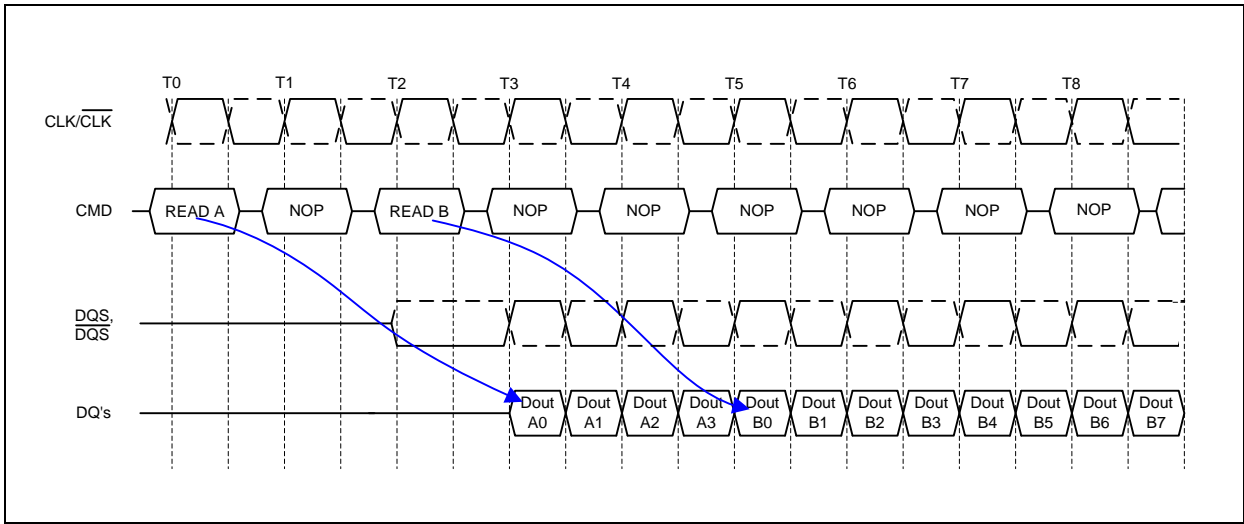 T0 T1 T2 T3 T4 T5 T6 T7 T8
CLK/CLK
CMD READ A NOP READ B NOP NOP NOP NOP NOP NOP
DQS,
DQS
DQ's
Dout Dout Dout Dout Dout Dout Dout Dout Dout Dout Dout Dout
A0 A1 A2 A3 B0 B1 B2 B3 B4 B5 B6 B7